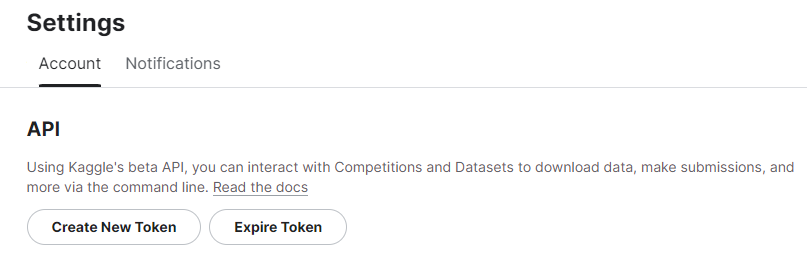 Settings
Account Notifications
API
Using Kaggle's beta API, you can interact with Competitions and Datasets to download data, make submissions, and
more via the command line. Read the docs
Create New Token Expire Token